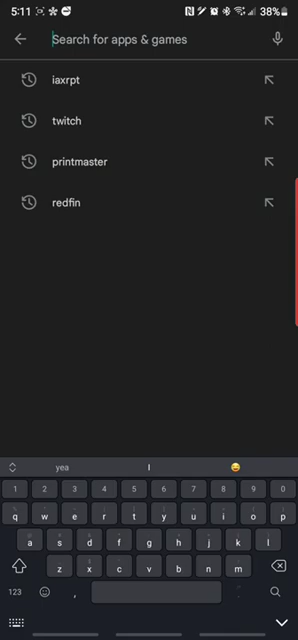 5:11 38%
Search for apps & games
iaxrpt
twitch
printmaster
redfin
yea I 😂
1 2 3 4 5 6 7 8 9 0
q w e r t y u i o p
a s d f g h j k l
z x c v b n m
123 , .